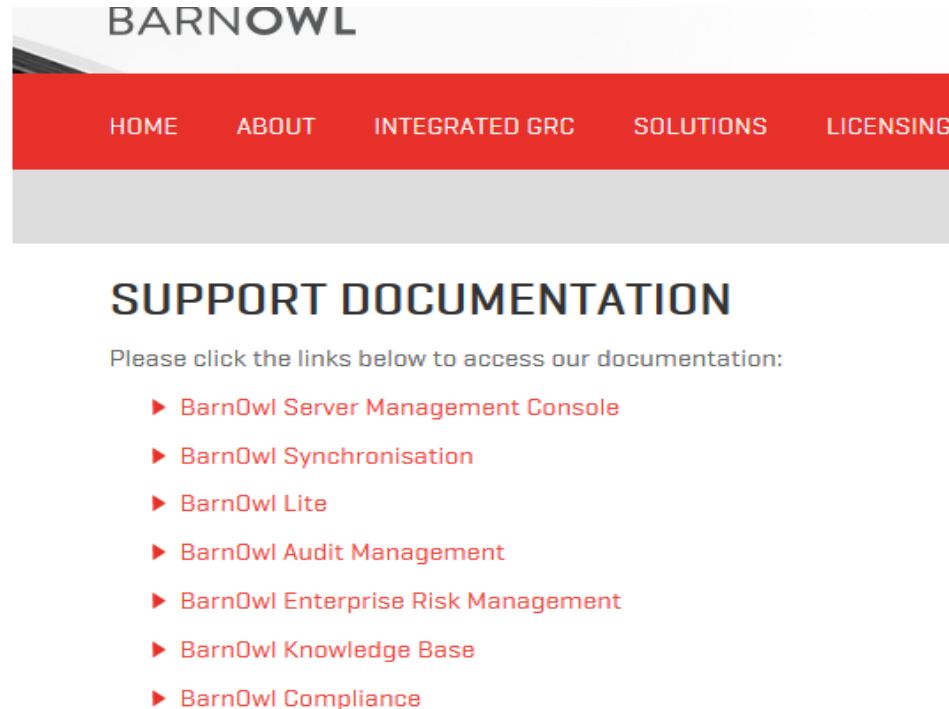 BARNOWL
HOME ABOUT INTEGRATED GRC SOLUTIONS LICENSING
SUPPORT DOCUMENTATION
Please click the links below to access our documentation:
BarnOwl Server Management Console
BarnOwl Synchronisation
BarnOwl Lite
BarnOwl Audit Management
BarnOwl Enterprise Risk Management
BarnOwl Knowledge Base
BarnOwl Compliance